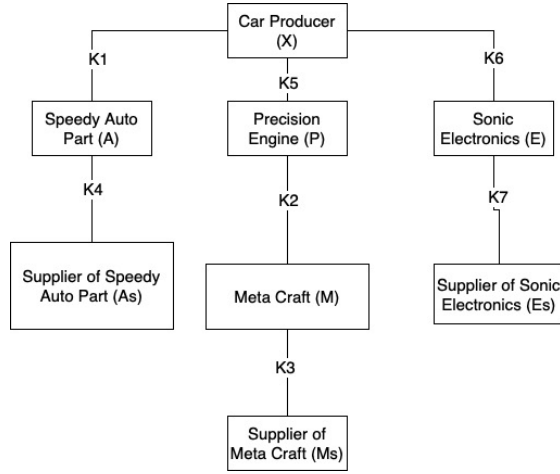 Car Producer
(X)
K1
K5
K6
Speedy Auto
Part (A)
Precision
Engine (P)
Sonic
Electronics (E)
K4
K2
K7
Supplier of Speedy
Auto Part (As)
Meta Craft (M)
Supplier of Sonic
Electronics (Es)
K3
Supplier of
Meta Craft (Ms)